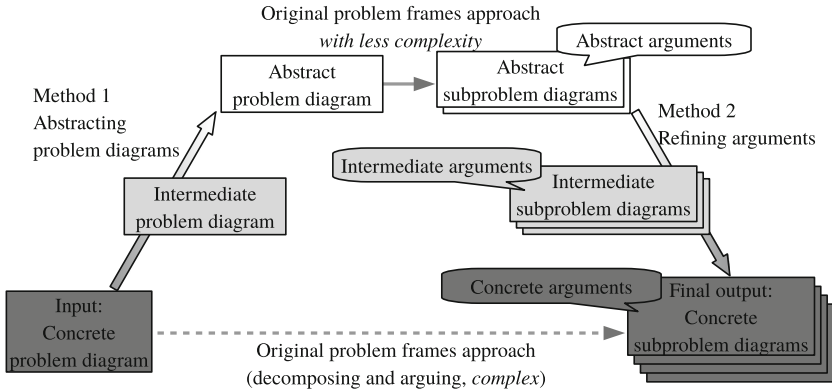 Original problem frames approach
with less complexity
Abstract arguments
Abstract
problem diagram
Abstract
subproblem diagrams
Method 1
Abstracting
problem diagrams
Method 2
Refining arguments
Intermediate arguments
Intermediate
problem diagram
Intermediate
subproblem diagrams
Concrete arguments
Input:
Concrete
problem diagram
Final output:
Concrete
subproblem diagrams
Original problem frames approach
(decomposing and arguing, complex)